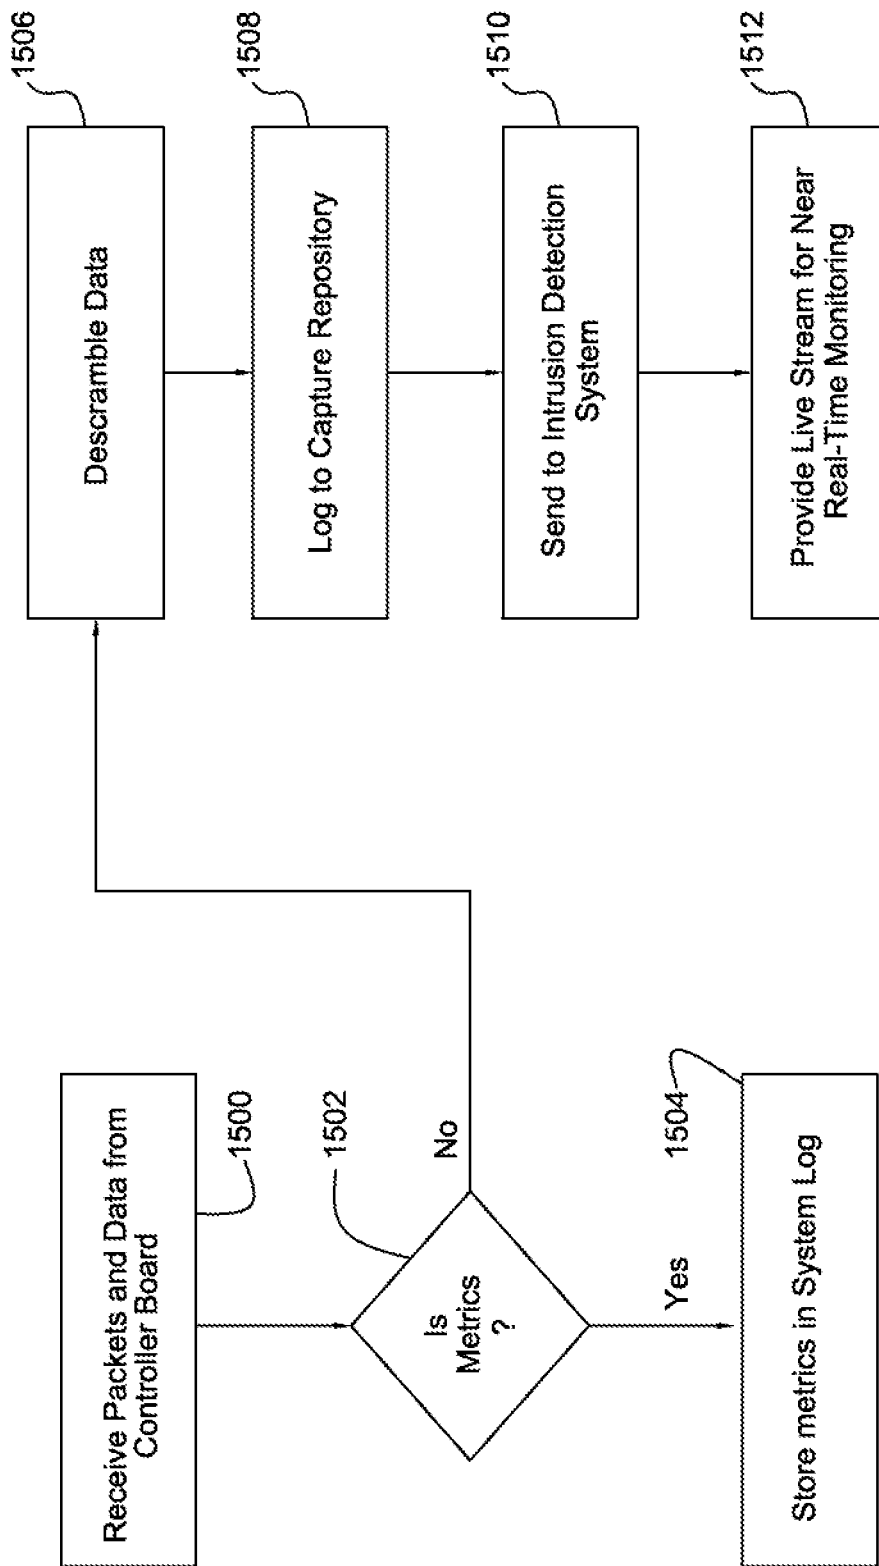 Receive Packets and Data from
Controller Board
1500
Is
Metrics
?
1502
No
Yes
Store metrics in System Log
1504
Descramble Data
1506
Log to Capture Repository
1508
Send to Intrusion Detection
System
1510
Provide Live Stream for Near
Real-Time Monitoring
1512